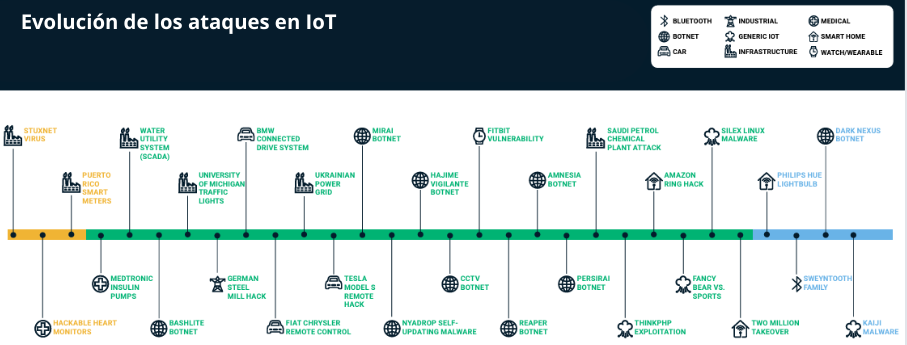 Evolución de los ataques en IoT
BLUETOOTH
INDUSTRIAL
MEDICAL
BOTNET
GENERIC IOT
SMART HOME
CAR
INFRASTRUCTURE
WATCH/WEARABLE
STUXNET
VIRUS
WATER
UTILITY
SYSTEM
(SCADA)
BMW
CONNECTED
DRIVE SYSTEM
MIRAI
BOTNET
FITBIT
VULNERABILITY
SAUDI PETROL
CHEMICAL
PLANT ATTACK
SILEX LINUX
MALWARE
DARK NEXUS
BOTNET
PUERTO
RICO
SMART
METERS
UNIVERSITY
OF MICHIGAN
TRAFFIC
LIGHTS
UKRAINIAN
POWER
GRID
HAJIME
VIGILANTE
BOTNET
AMNESIA
BOTNET
AMAZON
RING HACK
PHILIPS HUE
LIGHTBULB
MEDTRONIC
INSULIN
PUMPS
GERMAN
STEEL
MILL HACK
TESLA
MODEL S
REMOTE
HACK
CCTV
BOTNET
PERSIRAI
BOTNET
FANCY
BEAR VS.
SPORTS
SWEYNTOOTH
FAMILY
HACKABLE HEART
MONITORS
BASHLITE
BOTNET
FIAT CHRYSLER
REMOTE CONTROL
NYADROP SELF-
UPDATING MALWARE
REAPER
BOTNET
THINKPHP
EXPLOITATION
TWO MILLION
TAKEOVER
KAIJI
MALWARE